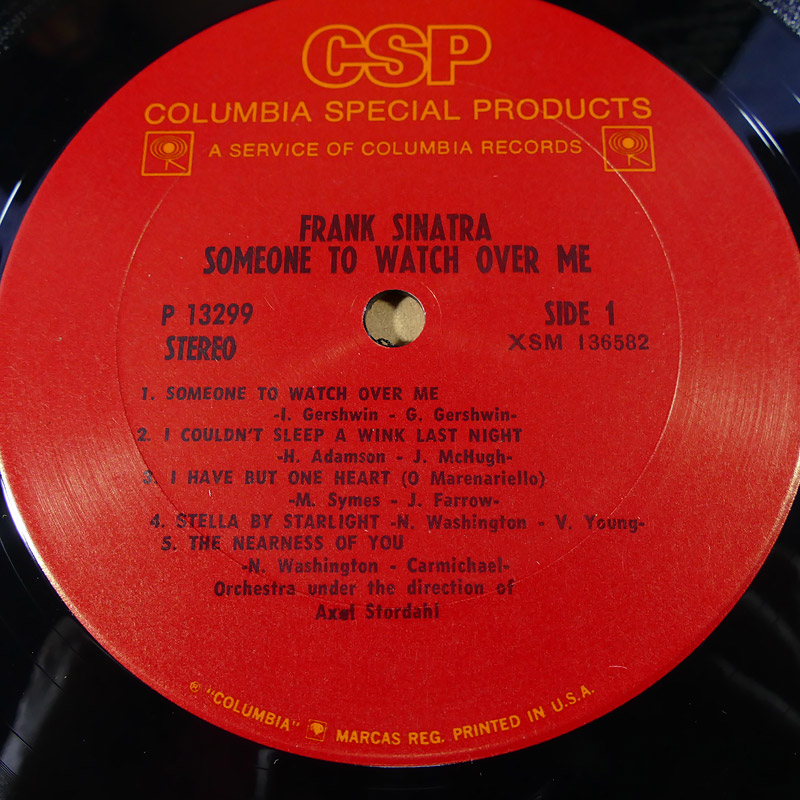 CSP
COLUMBIA SPECIAL PRODUCTS
A SERVICE OF COLUMBIA RECORDS
FRANK SINATRA
SOMEONE TO WATCH OVER ME
P 13299
STEREO
SIDE 1
XSM 136582
1. SOMEONE TO WATCH OVER ME
-I. Gershwin - G. Gershwin-
2. I COULDN'T SLEEP A WINK LAST NIGHT
-H. Adamson - J. McHugh-
3. I HAVE BUT ONE HEART (O Marenariello)
-M. Symes - J. Farrow-
4. STELLA BY STARLIGHT -N. Washington - V. Young-
5. THE NEARNESS OF YOU
-N. Washington - Carmichael-
Orchestra under the direction of
Axel Stordahl
® "COLUMBIA" MARCAS REG. PRINTED IN U.S.A.